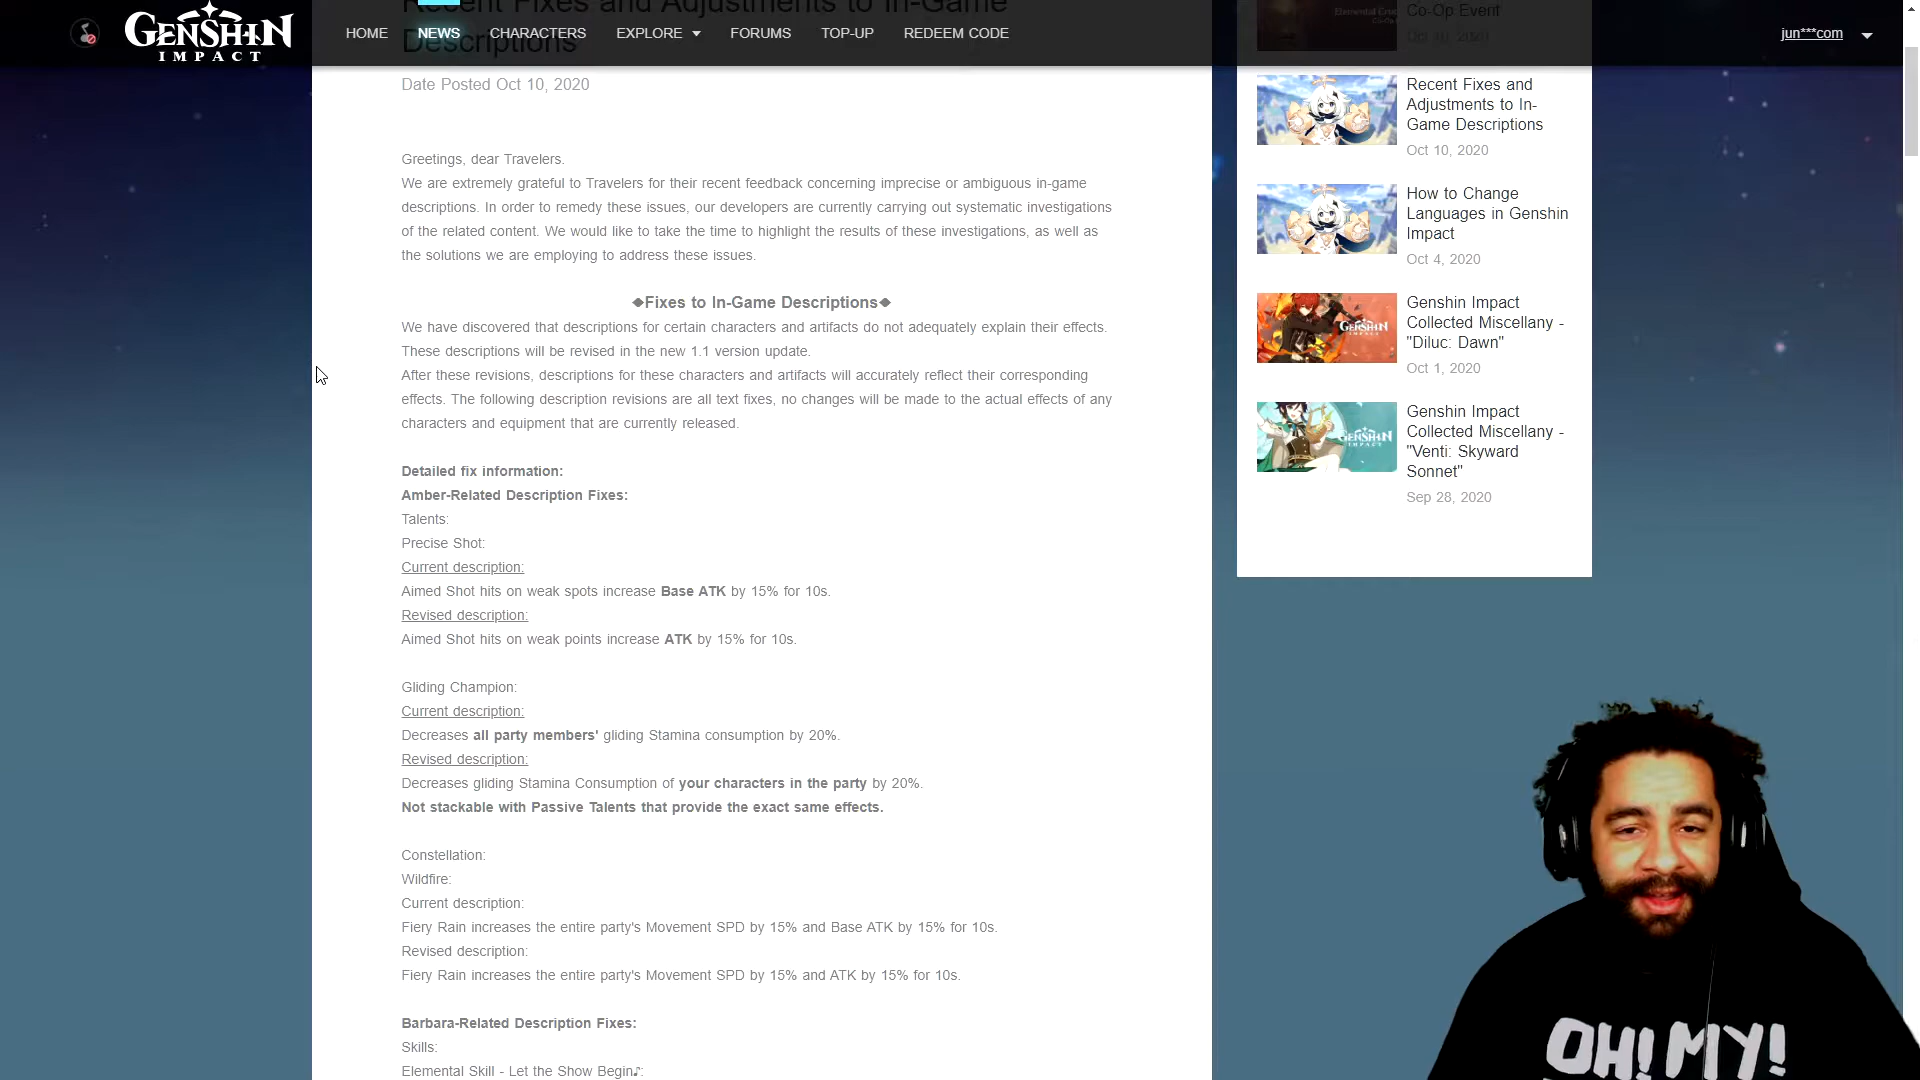 Recent Fixes and Adjustments to In-Game
Descriptions
GENSHIN
IMPACT
HOME
NEWS
CHARACTERS
EXPLORE
FORUMS
TOP-UP
REDEEM CODE
jun***com
Date Posted Oct 10, 2020
Greetings, dear Travelers.
We are extremely grateful to Travelers for their recent feedback concerning imprecise or ambiguous in-game
descriptions. In order to remedy these issues, our developers are currently carrying out systematic investigations
of the related content. We would like to take the time to highlight the results of these investigations, as well as
the solutions we are employing to address these issues.
◆Fixes to In-Game Descriptions◆
We have discovered that descriptions for certain characters and artifacts do not adequately explain their effects.
These descriptions will be revised in the new 1.1 version update.
After these revisions, descriptions for these characters and artifacts will accurately reflect their corresponding
effects. The following description revisions are all text fixes, no changes will be made to the actual effects of any
characters and equipment that are currently released.
Detailed fix information:
Amber-Related Description Fixes:
Talents:
Precise Shot:
Current description:
Aimed Shot hits on weak spots increase Base ATK by 15% for 10s.
Revised description:
Aimed Shot hits on weak points increase ATK by 15% for 10s.
Gliding Champion:
Current description:
Decreases all party members' gliding Stamina consumption by 20%.
Revised description:
Decreases gliding Stamina Consumption of your characters in the party by 20%.
Not stackable with Passive Talents that provide the exact same effects.
Constellation:
Wildfire:
Current description:
Fiery Rain increases the entire party's Movement SPD by 15% and Base ATK by 15% for 10s.
Revised description:
Fiery Rain increases the entire party's Movement SPD by 15% and ATK by 15% for 10s.
Barbara-Related Description Fixes:
Skills:
Elemental Skill - Let the Show Begin♪:
Co-Op Event
Recent Fixes and
Adjustments to In-
Game Descriptions
Oct 10, 2020
How to Change
Languages in Genshin
Impact
Oct 4, 2020
GENSHIN
IMPACT
Genshin Impact
Collected Miscellany -
"Diluc: Dawn"
Oct 1, 2020
GENSHIN
IMPACT
Genshin Impact
Collected Miscellany -
"Venti: Skyward
Sonnet"
Sep 28, 2020
OH! MY!